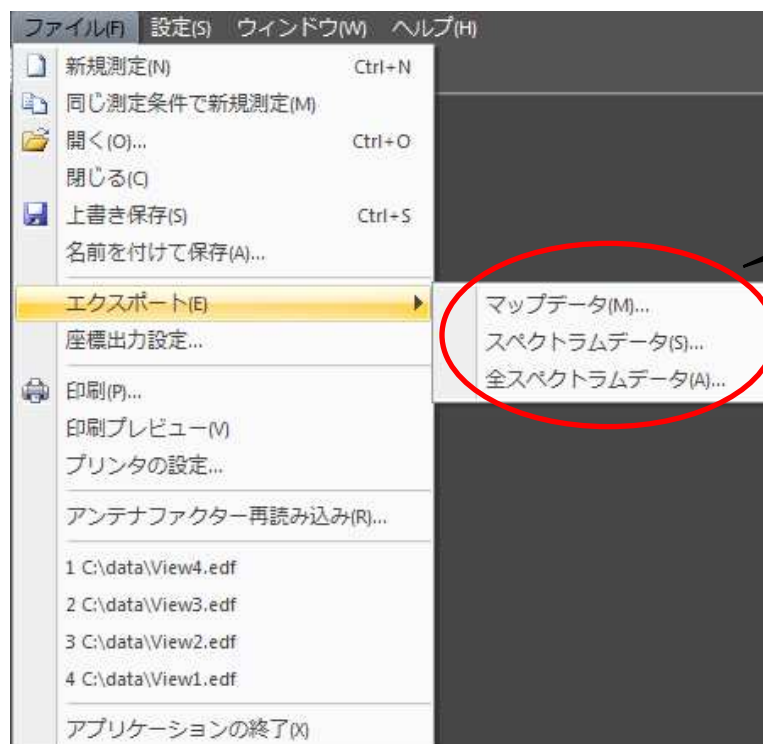 ファイル(F) 設定(S) ウィンドウ(W) ヘルプ(H)
新規測定(N) Ctrl+N
同じ測定条件で新規測定(M)
開く(O)... Ctrl+O
閉じる(C)
上書き保存(S) Ctrl+S
名前を付けて保存(A)...
エクスポート(E)
マップデータ(M)...
スペクトラムデータ(S)...
全スペクトラムデータ(A)...
座標出力設定...
印刷(P)...
印刷プレビュー(V)
プリンタの設定...
アンテナファクター再読み込み(R)...
1 C:\data\View4.edf
2 C:\data\View3.edf
3 C:\data\View2.edf
4 C:\data\View1.edf
アプリケーションの終了(X)